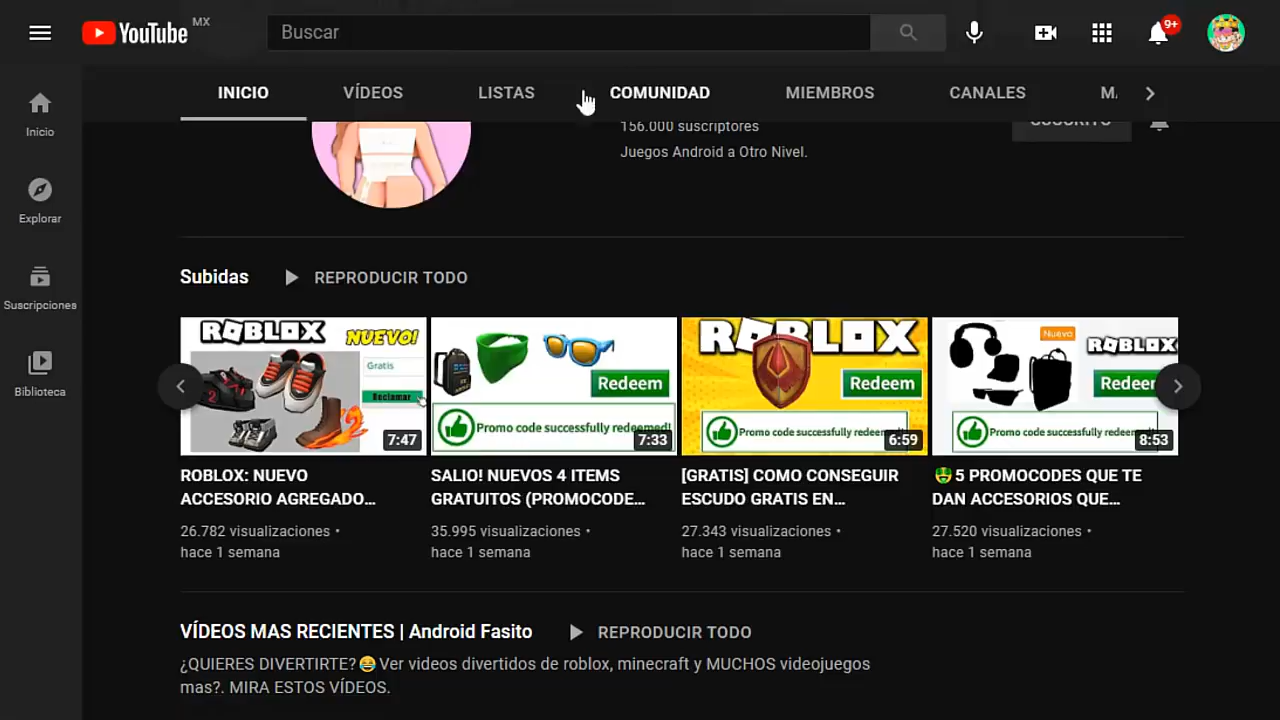 YouTube MX
Buscar
9+
INICIO VÍDEOS LISTAS COMUNIDAD MIEMBROS CANALES
Inicio
Explorar
Suscripciones
Biblioteca
156.000 suscriptores
SUSCRITO
Juegos Android a Otro Nivel.
Subidas REPRODUCIR TODO
ROBLOX NUEVO!
Gratis
Reclamar
2
7:47
Redeem
Promo code successfully redeemed!
7:33
ROBLOX
Redeem
Promo code successfully
6:59
Nuevo
ROBLOX
Redeem
Promo code successfully
8:53
ROBLOX: NUEVO
ACCESORIO AGREGADO...
26.782 visualizaciones •
hace 1 semana
SALIO! NUEVOS 4 ITEMS
GRATUITOS (PROMOCODE...
35.995 visualizaciones •
hace 1 semana
[GRATIS] COMO CONSEGUIR
ESCUDO GRATIS EN...
27.343 visualizaciones •
hace 1 semana
🤑5 PROMOCODES QUE TE
DAN ACCESORIOS QUE...
27.520 visualizaciones •
hace 1 semana
VÍDEOS MAS RECIENTES | Android Fasito REPRODUCIR TODO
¿QUIERES DIVERTIRTE?😂Ver videos divertidos de roblox, minecraft y MUCHOS videojuegos
mas?. MIRA ESTOS VÍDEOS.